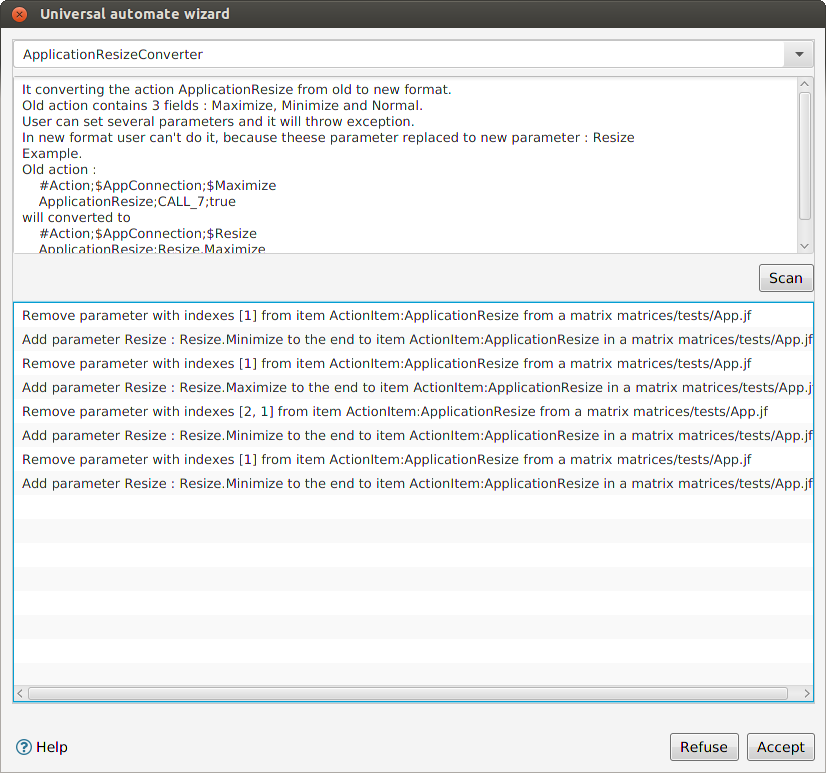 Universal automate wizard
ApplicationResizeConverter
It converting the action ApplicationResize from old to new format.
Old action contains 3 fields : Maximize, Minimize and Normal.
User can set several parameters and it will throw exception.
In new format user can't do it, because theese parameter replaced to new parameter : Resize
Example.
Old action :
#Action;$AppConnection;$Maximize
ApplicationResize;CALL_7;true
will converted to
#Action;$AppConnection;$Resize
ApplicationResize;Resize.Maximize
Scan
Remove parameter with indexes [1] from item ActionItem:ApplicationResize from a matrix matrices/tests/App.jf
Add parameter Resize : Resize.Minimize to the end to item ActionItem:ApplicationResize in a matrix matrices/tests/App.jf
Remove parameter with indexes [1] from item ActionItem:ApplicationResize from a matrix matrices/tests/App.jf
Add parameter Resize : Resize.Maximize to the end to item ActionItem:ApplicationResize in a matrix matrices/tests/App.j
Remove parameter with indexes [2, 1] from item ActionItem:ApplicationResize from a matrix matrices/tests/App.jf
Add parameter Resize : Resize.Minimize to the end to item ActionItem:ApplicationResize in a matrix matrices/tests/App.jf
Remove parameter with indexes [1] from item ActionItem:ApplicationResize from a matrix matrices/tests/App.jf
Add parameter Resize : Resize.Minimize to the end to item ActionItem:ApplicationResize in a matrix matrices/tests/App.jf
? Help
Refuse
Accept